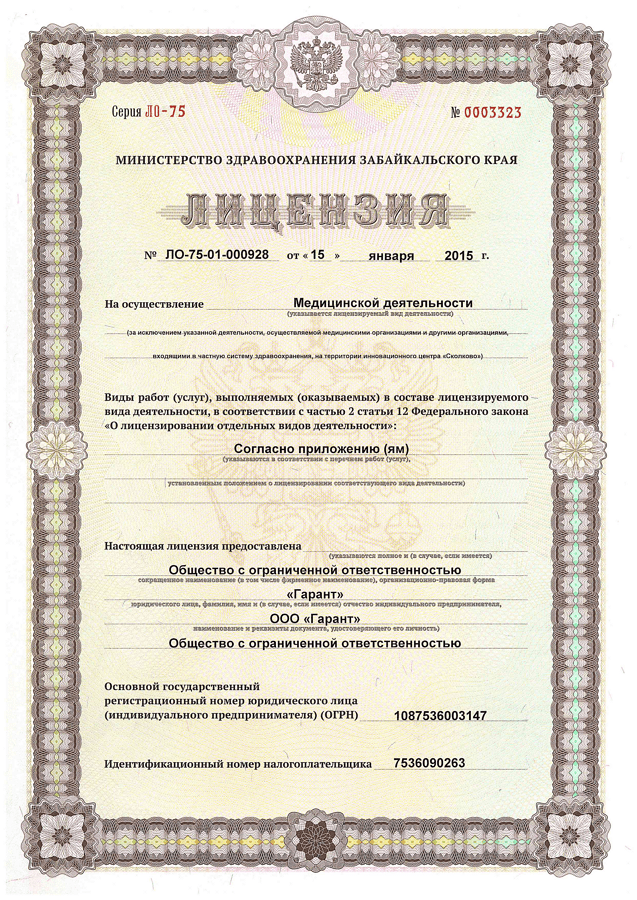 Серия ЛО-75 № 0003323
МИНИСТЕРСТВО ЗДРАВООХРАНЕНИЯ ЗАБАЙКАЛЬСКОГО КРАЯ
ЛИЦЕНЗИЯ
№ ЛО-75-01-000928 от « 15 » января 2015 г.
На осуществление Медицинской деятельности
(указывается лицензируемый вид деятельности)
(за исключением указанной деятельности, осуществляемой медицинскими организациями и другими организациями,
входящими в частную систему здравоохранения, на территории инновационного центра «Сколково»)
Виды работ (услуг), выполняемых (оказываемых) в составе лицензируемого
вида деятельности, в соответствии с частью 2 статьи 12 Федерального закона
«О лицензировании отдельных видов деятельности»:
Согласно приложению (ям)
(указываются в соответствии с перечнем работ (услуг),
установленным положением о лицензировании соответствующего вида деятельности)
Настоящая лицензия предоставлена
(указываются полное и (в случае, если имеется)
Общество с ограниченной ответственностью
сокращенное наименование (в том числе фирменное наименование), организационно-правовая форма
«Гарант»
юридического лица, фамилия, имя и (в случае, если имеется) отчество индивидуального предпринимателя,
ООО «Гарант»
наименование и реквизиты документа, удостоверяющего его личность)
Общество с ограниченной ответственностью
Основной государственный
регистрационный номер юридического лица
(индивидуального предпринимателя) (ОГРН) 1087536003147
Идентификационный номер налогоплательщика 7536090263